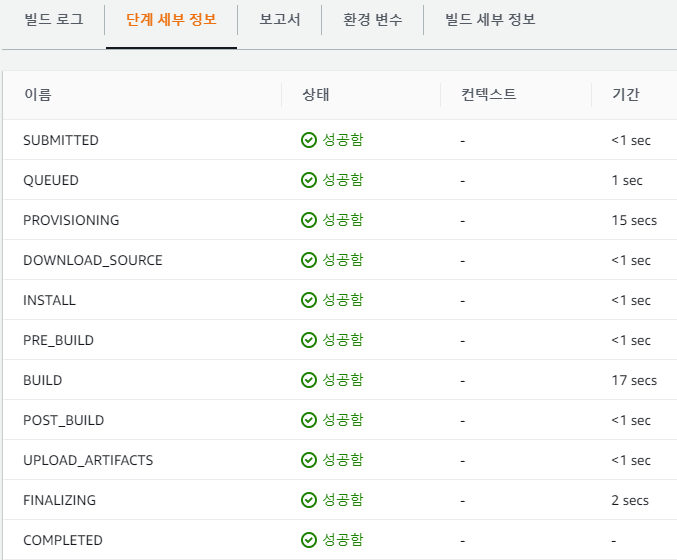 빌드 로그 단계 세부 정보 보고서 환경 변수 빌드 세부 정보
이름 상태 컨텍스트 기간
SUBMITTED 성공함 - <1 sec
QUEUED 성공함 - 1 sec
PROVISIONING 성공함 - 15 secs
DOWNLOAD_SOURCE 성공함 - <1 sec
INSTALL 성공함 - <1 sec
PRE_BUILD 성공함 - <1 sec
BUILD 성공함 - 17 secs
POST_BUILD 성공함 - <1 sec
UPLOAD_ARTIFACTS 성공함 - <1 sec
FINALIZING 성공함 - 2 secs
COMPLETED 성공함 - -